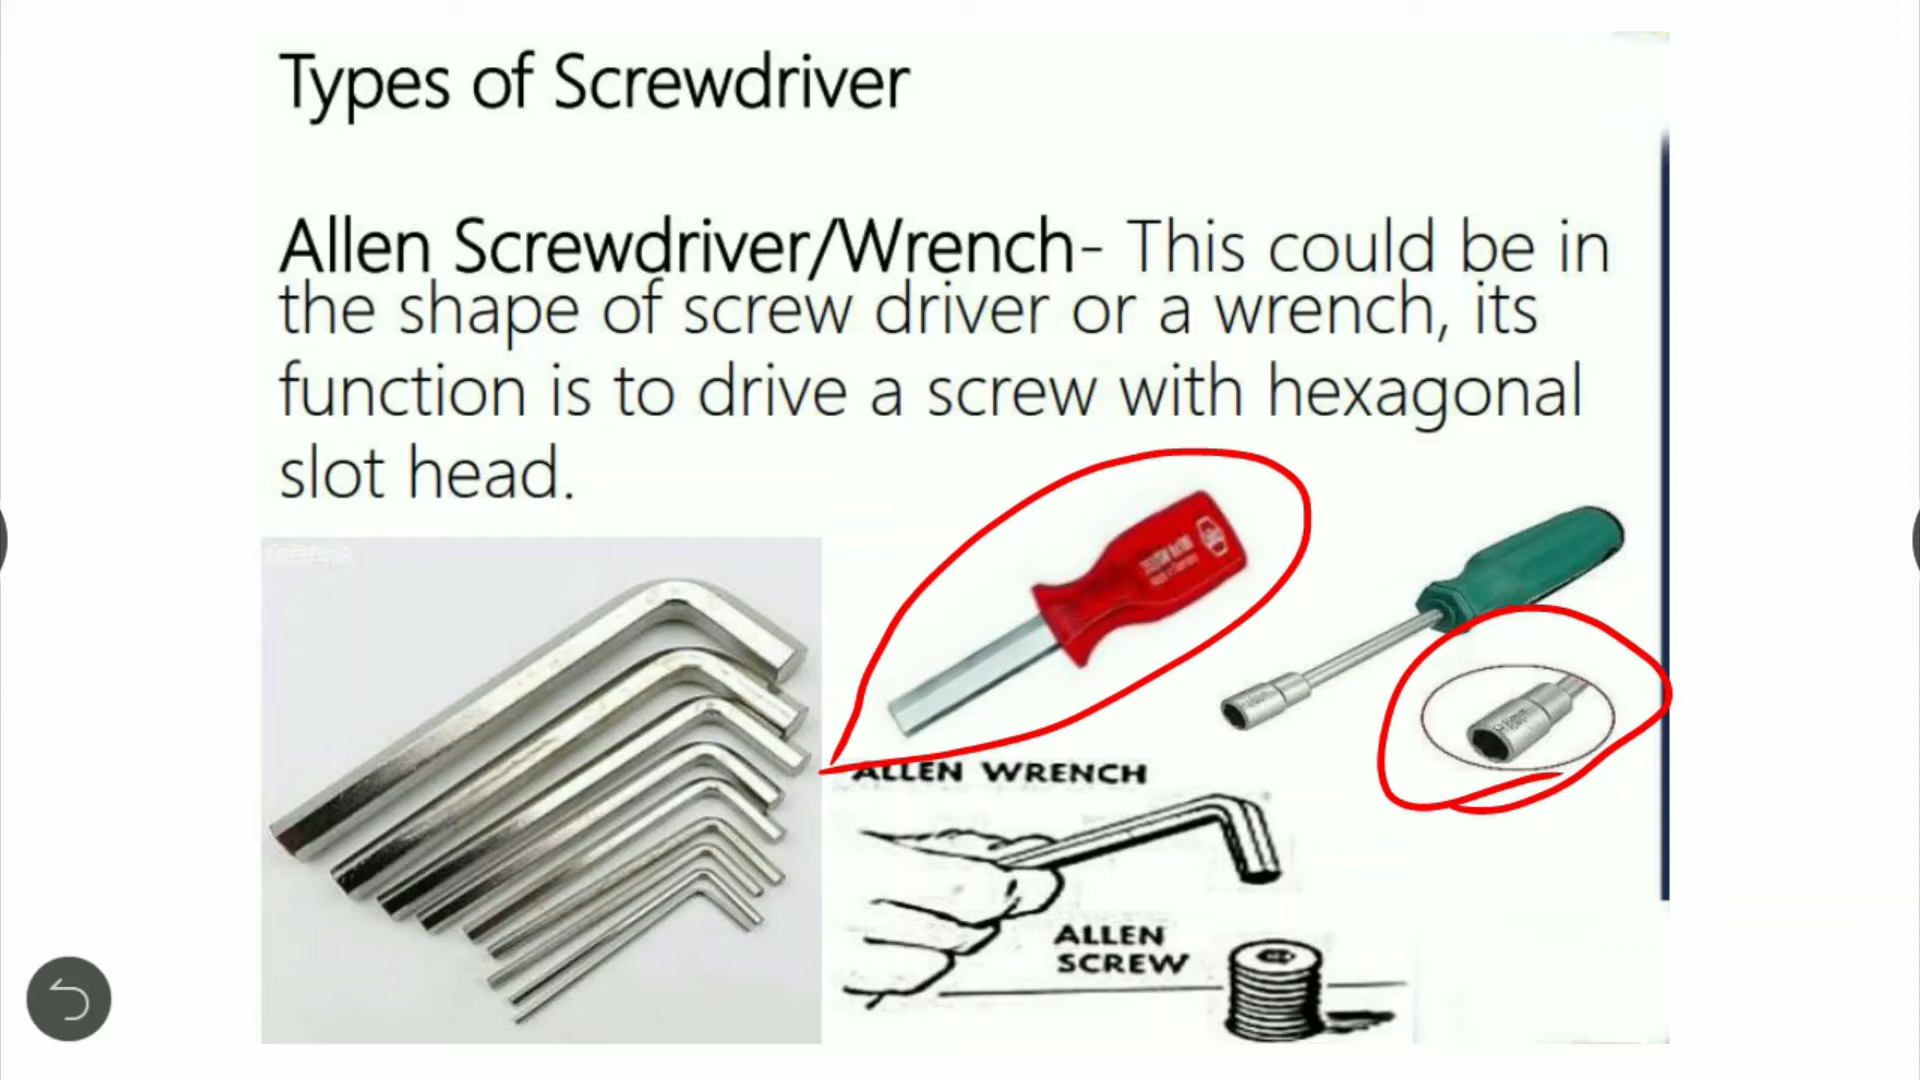 Types of Screwdriver
Allen Screwdriver/Wrench- This could be in
the shape of screw driver or a wrench, its
function is to drive a screw with hexagonal
slot head.
ALLEN WRENCH
ALLEN
SCREW